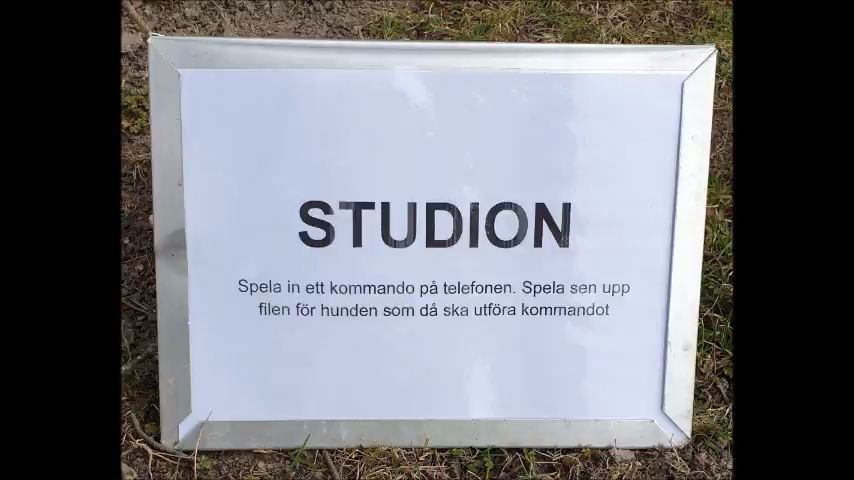 STUDION
Spela in ett kommando på telefonen. Spela sen upp
filen för hunden som då ska utföra kommandot